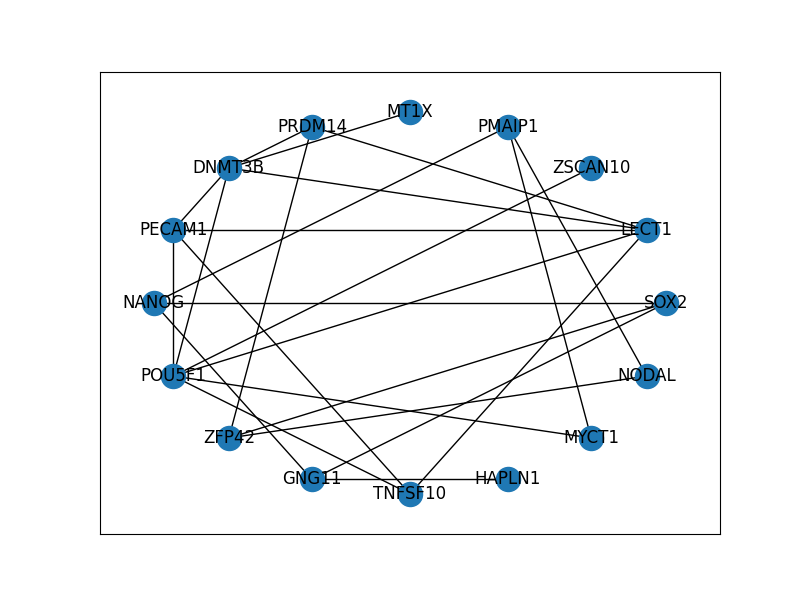 MT1X
PRDM14
PMAIP1
DNMT3B
ZSCAN10
PECAM1
LECT1
NANOG
SOX2
POU5F1
NODAL
ZFP42
MYCT1
GNG11
HAPLN1
TNFSF10